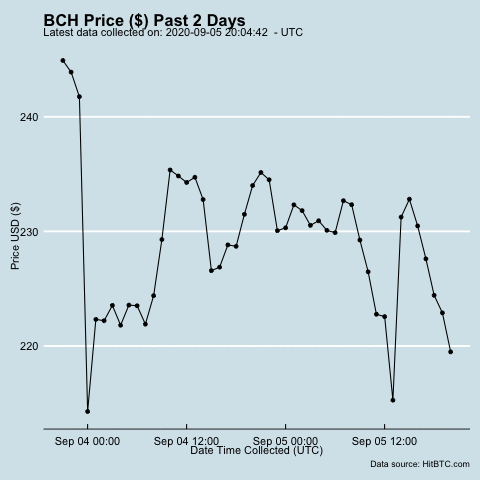 BCH Price ($) Past 2 Days
Latest data collected on: 2020-09-05 20:04:42 - UTC
Price USD ($)
240
230
220
Sep 04 00:00 Sep 04 12:00 Sep 05 00:00 Sep 05 12:00
Date Time Collected (UTC)
Data source: HitBTC.com